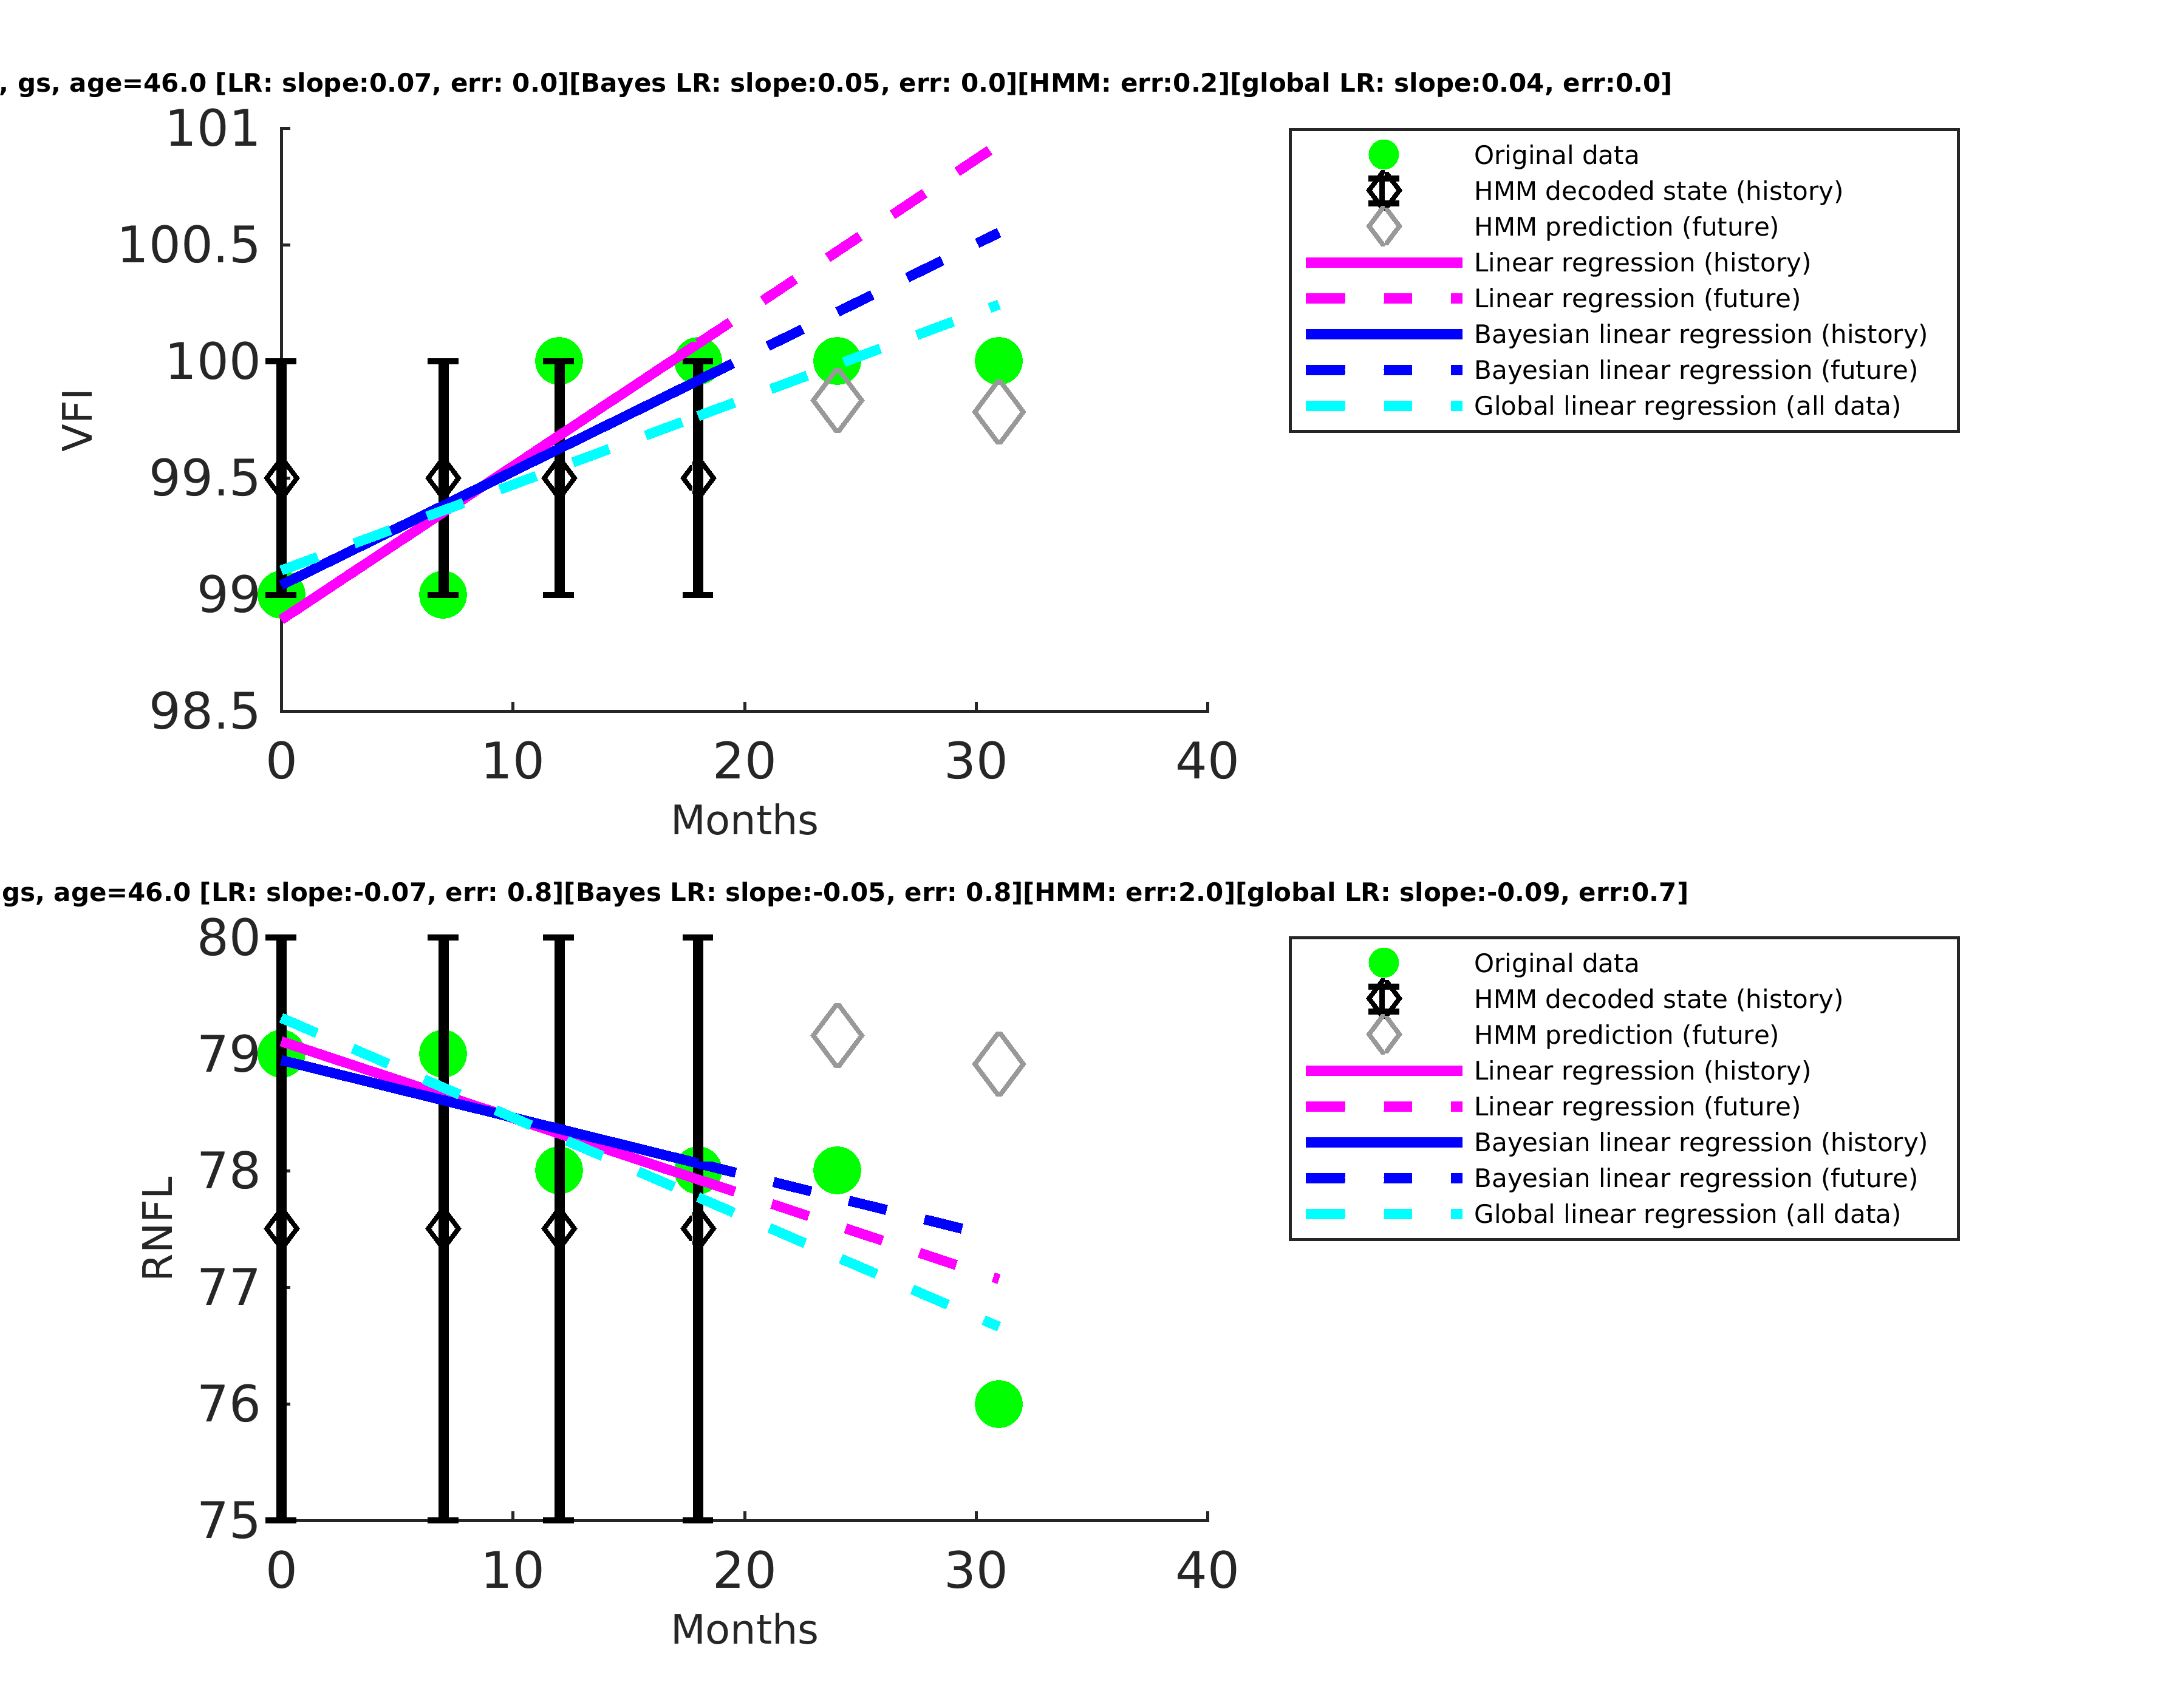 , gs, age=46.0 [LR: slope:0.07, err: 0.0][Bayes LR: slope:0.05, err: 0.0][HMM: err:0.2][global LR: slope:0.04, err:0.0]
101
100.5
100
99.5
99
98.5
VFI
0 10 20 30 40
Months
Original data
HMM decoded state (history)
HMM prediction (future)
Linear regression (history)
Linear regression (future)
Bayesian linear regression (history)
Bayesian linear regression (future)
Global linear regression (all data)
gs, age=46.0 [LR: slope:-0.07, err: 0.8][Bayes LR: slope:-0.05, err: 0.8][HMM: err:2.0][global LR: slope:-0.09, err:0.7]
80
79
78
77
76
75
RNFL
0 10 20 30 40
Months
Original data
HMM decoded state (history)
HMM prediction (future)
Linear regression (history)
Linear regression (future)
Bayesian linear regression (history)
Bayesian linear regression (future)
Global linear regression (all data)